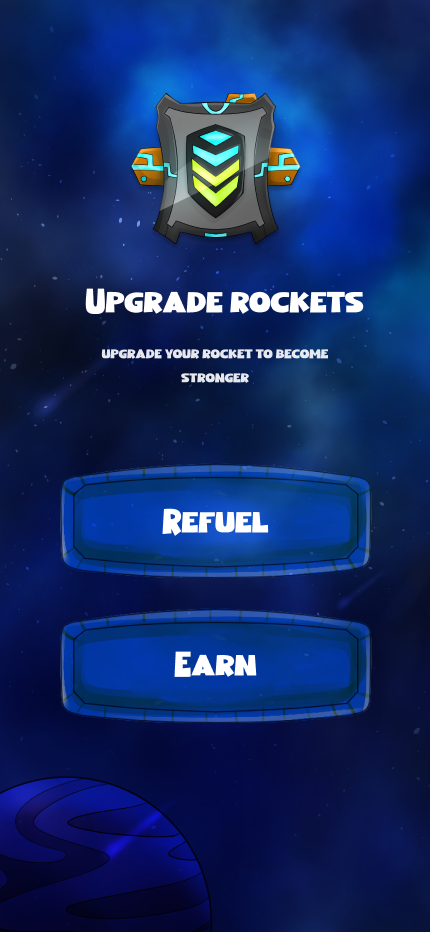 Upgrade rockets
upgrade your rocket to become
stronger
Refuel
Earn